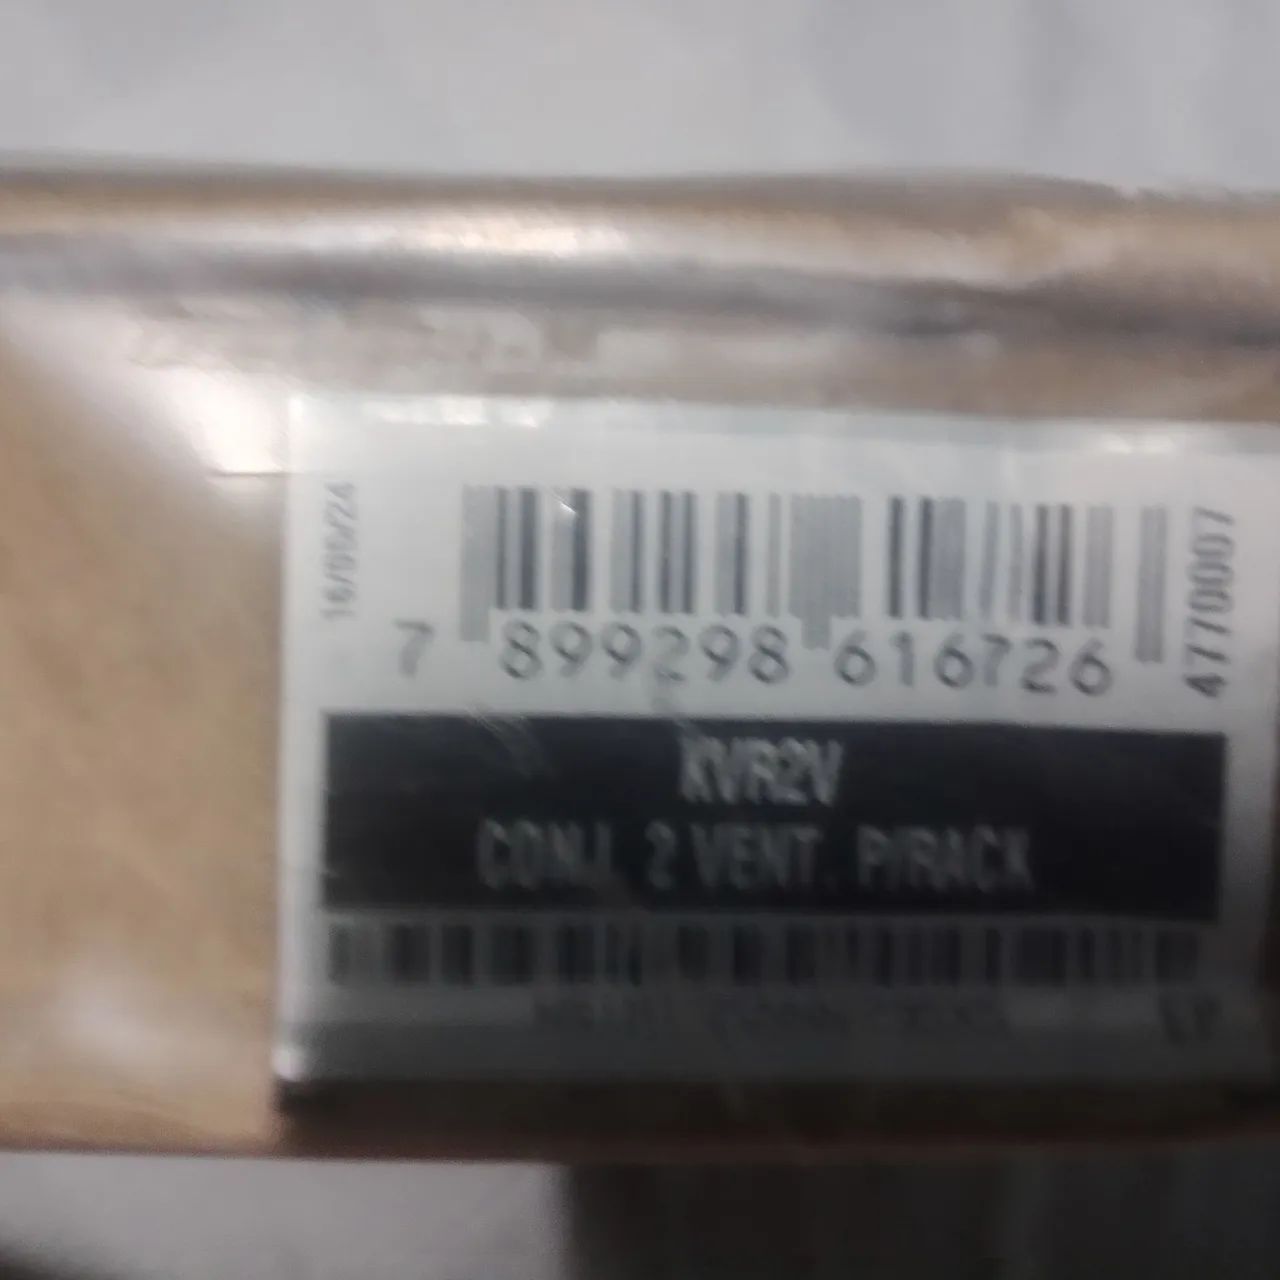 16/05/24
7 899298 616726
4770007
KVR2V
CONJ. 2 VENT. P/RACK